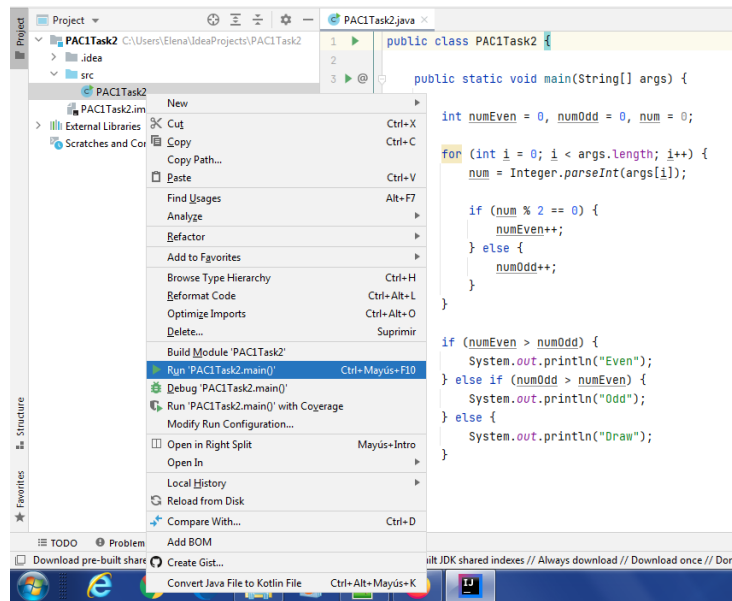 Project
Project
PAC1Task2.java
PAC1Task2 C:\Users\Elena\IdeaProjects\PAC1Task2
.idea
src
PAC1Task2
PAC1Task2.im
External Libraries
Scratches and Cor
New
Cut Ctrl+X
Copy Ctrl+C
Copy Path...
Paste Ctrl+V
Find Usages Alt+F7
Analyze
Refactor
Add to Favorites
Browse Type Hierarchy Ctrl+H
Reformat Code Ctrl+Alt+L
Optimize Imports Ctrl+Alt+O
Delete... Suprimir
Build Module 'PAC1Task2'
Run 'PAC1Task2.main()' Ctrl+Mayús+F10
Debug 'PAC1Task2.main()'
Run 'PAC1Task2.main()' with Coverage
Modify Run Configuration...
Open in Right Split Mayús+Intro
Open In
Local History
Reload from Disk
Compare With... Ctrl+D
Add BOM
Create Gist...
Convert Java File to Kotlin File Ctrl+Alt+Mayús+K
1 public class PAC1Task2 {
2
3 @ public static void main(String[] args) {
int numEven = 0, numOdd = 0, num = 0;
for (int i = 0; i < args.length; i++) {
num = Integer.parseInt(args[i]);
if (num % 2 == 0) {
numEven++;
} else {
numOdd++;
}
}
if (numEven > numOdd) {
System.out.println("Even");
} else if (numOdd > numEven) {
System.out.println("Odd");
} else {
System.out.println("Draw");
}
Structure
Favorites
TODO Problem
Download pre-built share
uilt JDK shared indexes // Always download // Download once // Don
IJ